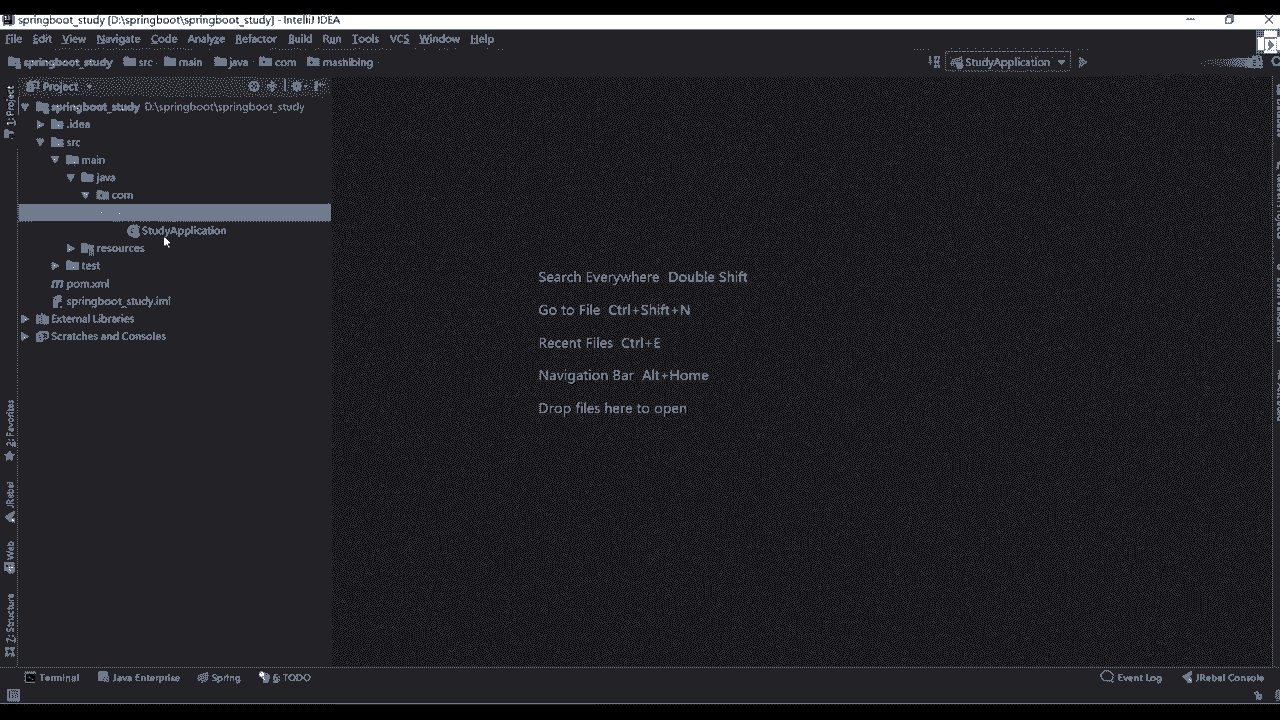 springboot_study [D:\springboot\springboot_study] - IntelliJ IDEA
File Edit View Navigate Code Analyze Refactor Build Run Tools VCS Window Help
springboot_study src main java com mashibing
StudyApplication
Project
1: Project
springboot_study D:\springboot\springboot_study
.idea
src
main
java
com
StudyApplication
resources
test
pom.xml
springboot_study.iml
External Libraries
Scratches and Consoles
Search Everywhere Double Shift
Go to File Ctrl+Shift+N
Recent Files Ctrl+E
Navigation Bar Alt+Home
Drop files here to open
2: Favorites
JRebel
Web
7: Structure
Terminal Java Enterprise Spring 6: TODO
Event Log JRebel Console